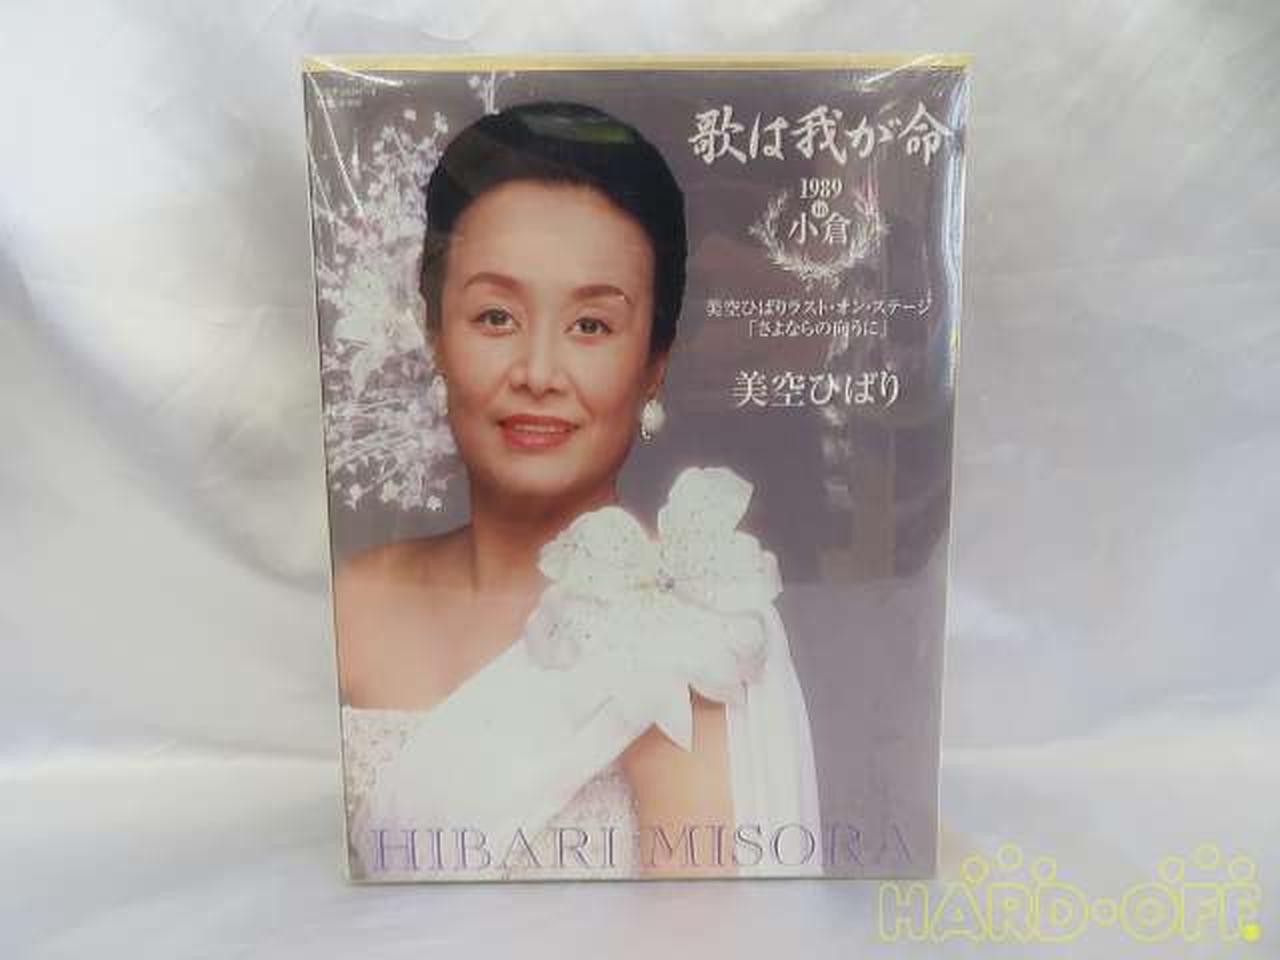 歌は我が命
1989
in
小倉
美空ひばりラスト・オン・ステージ
「さよならの向うに」
美空ひばり
HIBARI MISORA
HARD・OFF